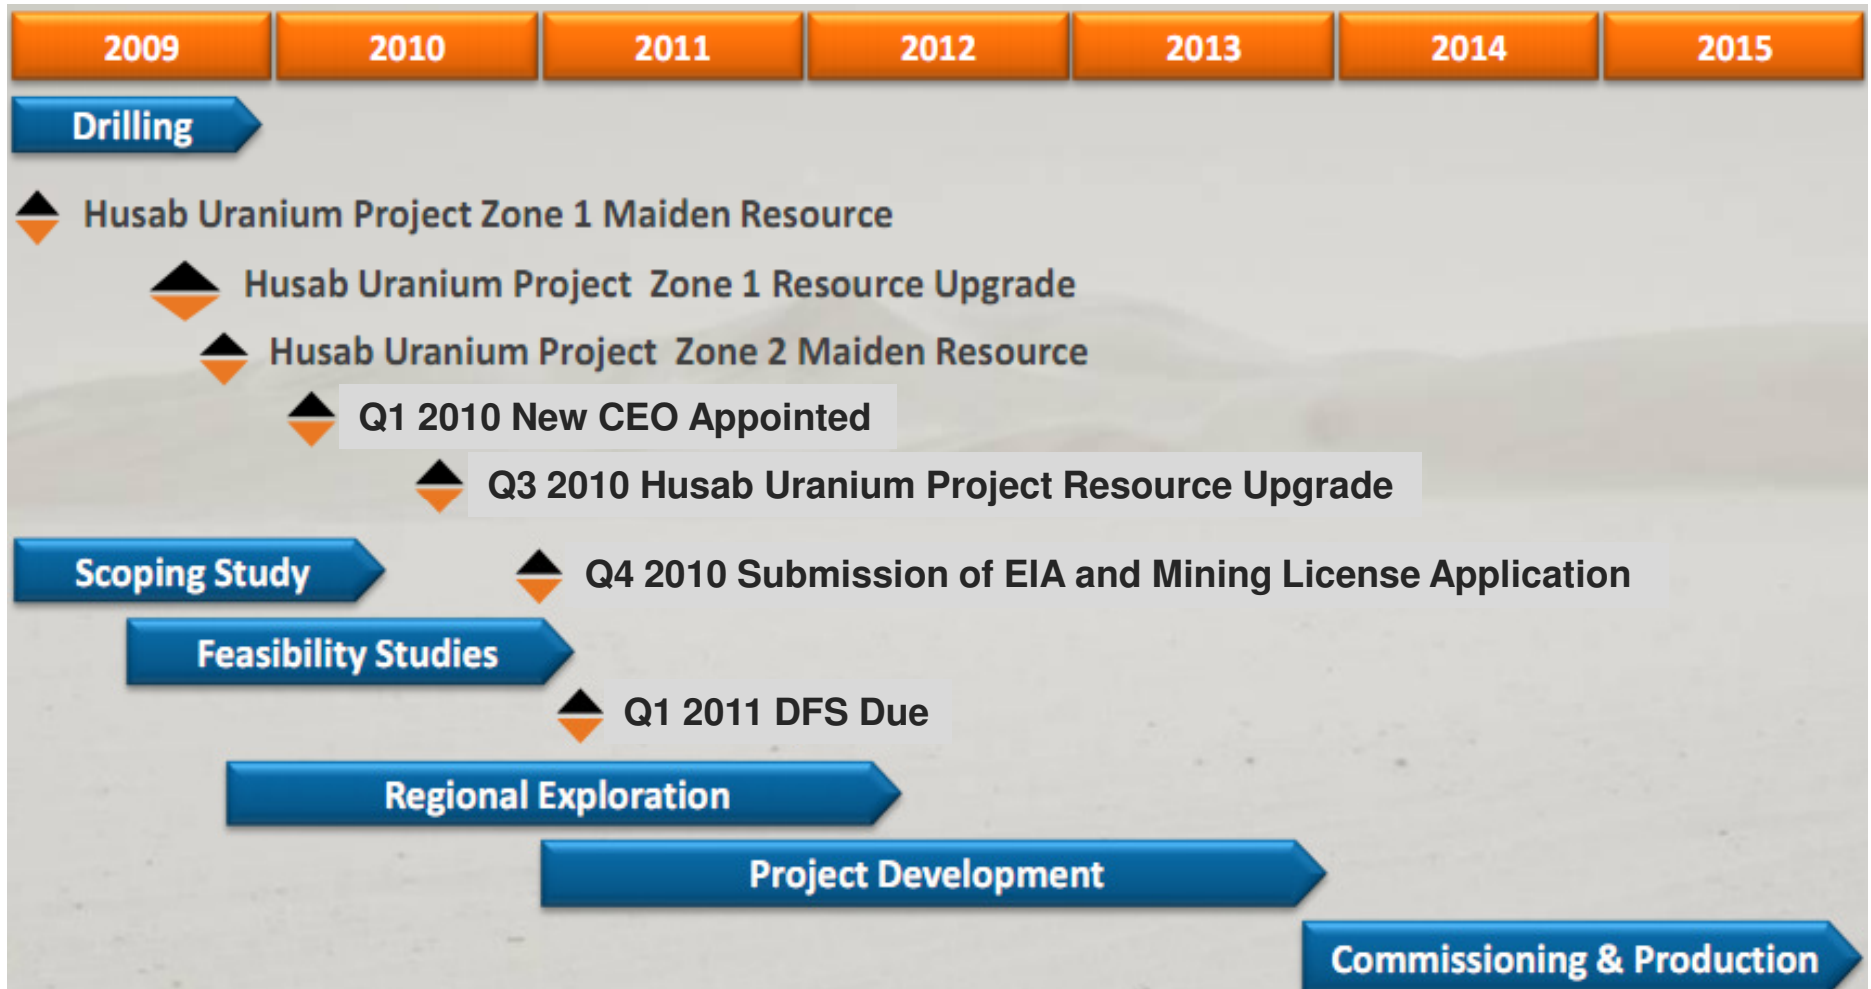 2009 2010 2011 2012 2013 2014 2015
Drilling
Husab Uranium Project Zone 1 Maiden Resource
Husab Uranium Project Zone 1 Resource Upgrade
Husab Uranium Project Zone 2 Maiden Resource
Q1 2010 New CEO Appointed
Q3 2010 Husab Uranium Project Resource Upgrade
Scoping Study
Q4 2010 Submission of EIA and Mining License Application
Feasibility Studies
Q1 2011 DFS Due
Regional Exploration
Project Development
Commissioning & Production